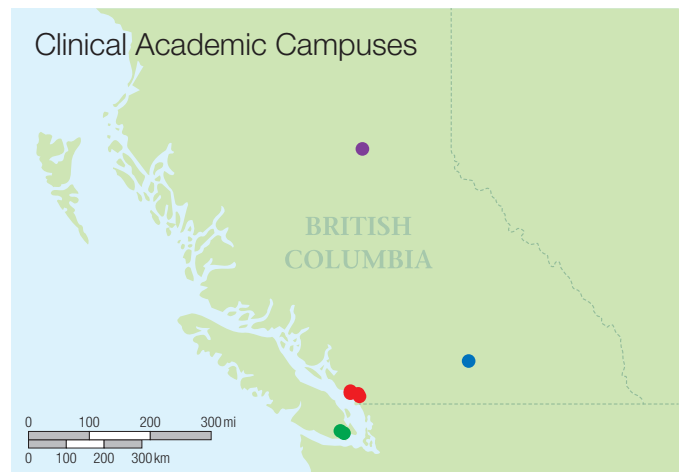 Clinical Academic Campuses
BRITISH
COLUMBIA
0 100 200 300 mi
0 100 200 300 km